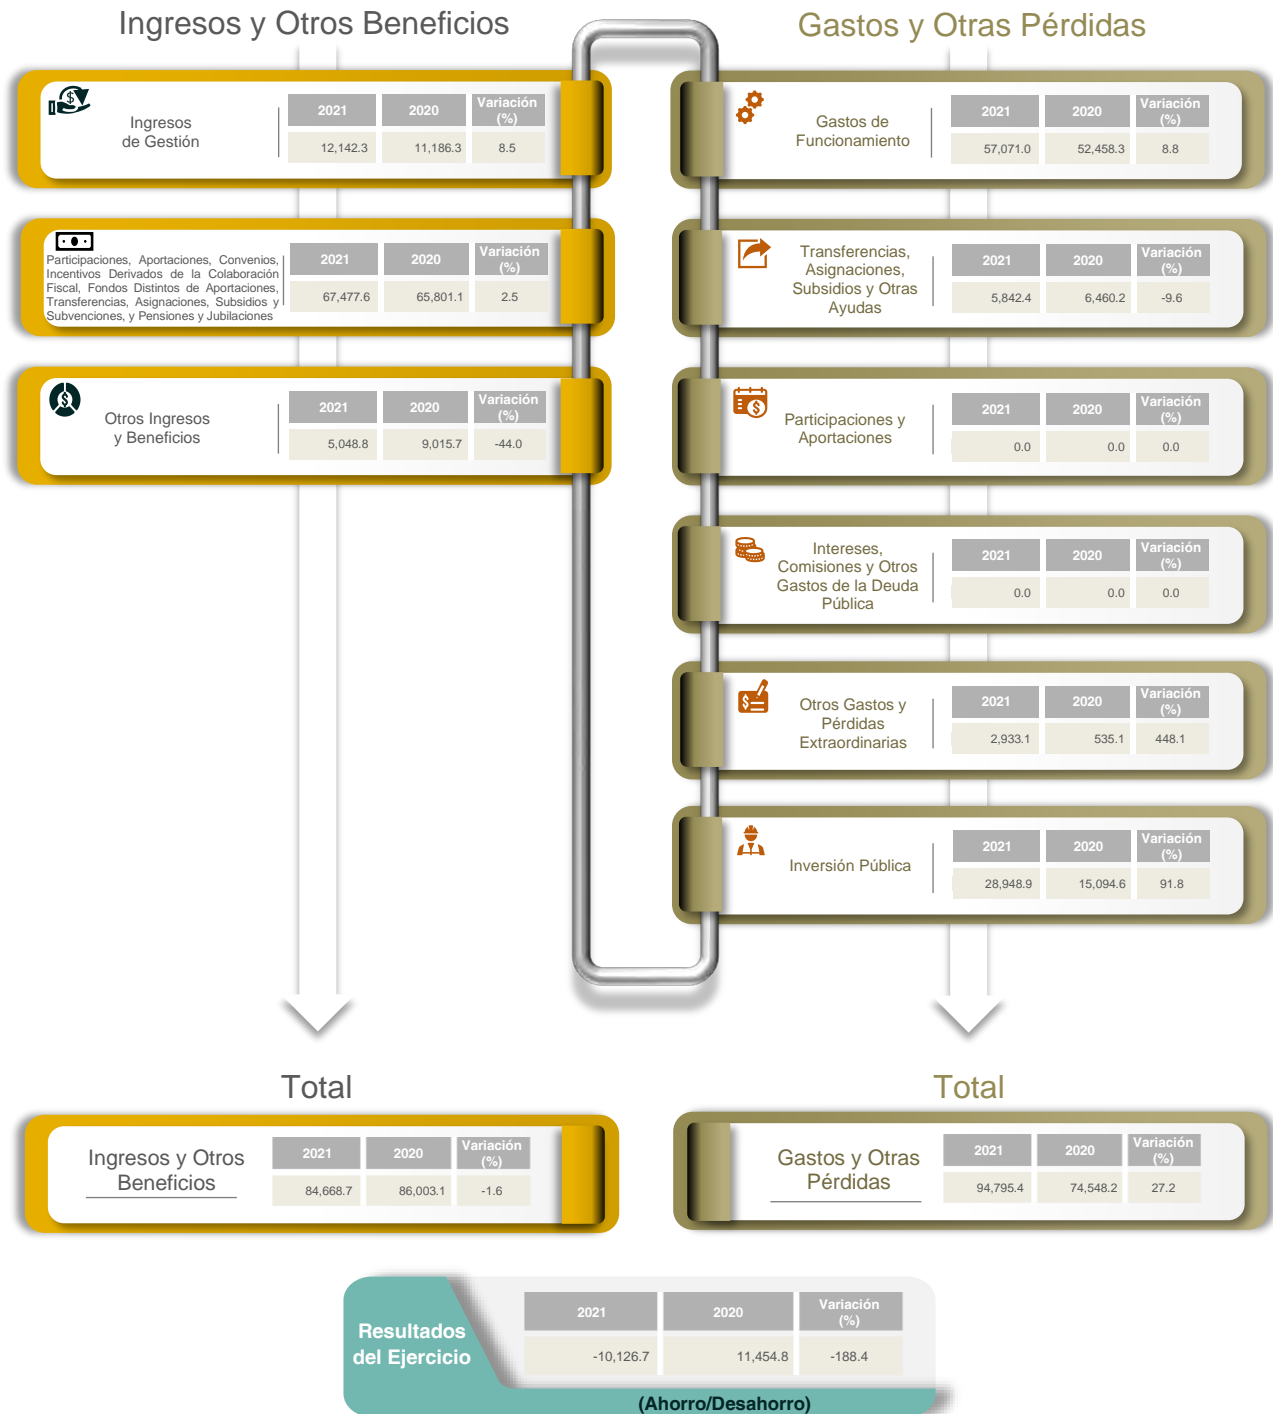 Ingresos y Otros Beneficios
Ingresos
de Gestión
2021 2020 Variación
(%)
12,142.3 11,186.3 8.5
Participaciones, Aportaciones, Convenios,
Incentivos Derivados de la Colaboración
Fiscal, Fondos Distintos de Aportaciones,
Transferencias, Asignaciones, Subsidios y
Subvenciones, y Pensiones y Jubilaciones
2021 2020 Variación
(%)
67,477.6 65,801.1 2.5
Otros Ingresos
y Beneficios
2021 2020 Variación
(%)
5,048.8 9,015.7 -44.0
Gastos y Otras Pérdidas
Gastos de
Funcionamiento
2021 2020 Variación
(%)
57,071.0 52,458.3 8.8
Transferencias,
Asignaciones,
Subsidios y Otras
Ayudas
2021 2020 Variación
(%)
5,842.4 6,460.2 -9.6
Participaciones y
Aportaciones
2021 2020 Variación
(%)
0.0 0.0 0.0
Intereses,
Comisiones y Otros
Gastos de la Deuda
Pública
2021 2020 Variación
(%)
0.0 0.0 0.0
Otros Gastos y
Pérdidas
Extraordinarias
2021 2020 Variación
(%)
2,933.1 535.1 448.1
Inversión Pública
2021 2020 Variación
(%)
28,948.9 15,094.6 91.8
Total
Ingresos y Otros
Beneficios
2021 2020 Variación
(%)
84,668.7 86,003.1 -1.6
Total
Gastos y Otras
Pérdidas
2021 2020 Variación
(%)
94,795.4 74,548.2 27.2
Resultados
del Ejercicio
2021 2020 Variación
(%)
-10,126.7 11,454.8 -188.4
(Ahorro/Desahorro)